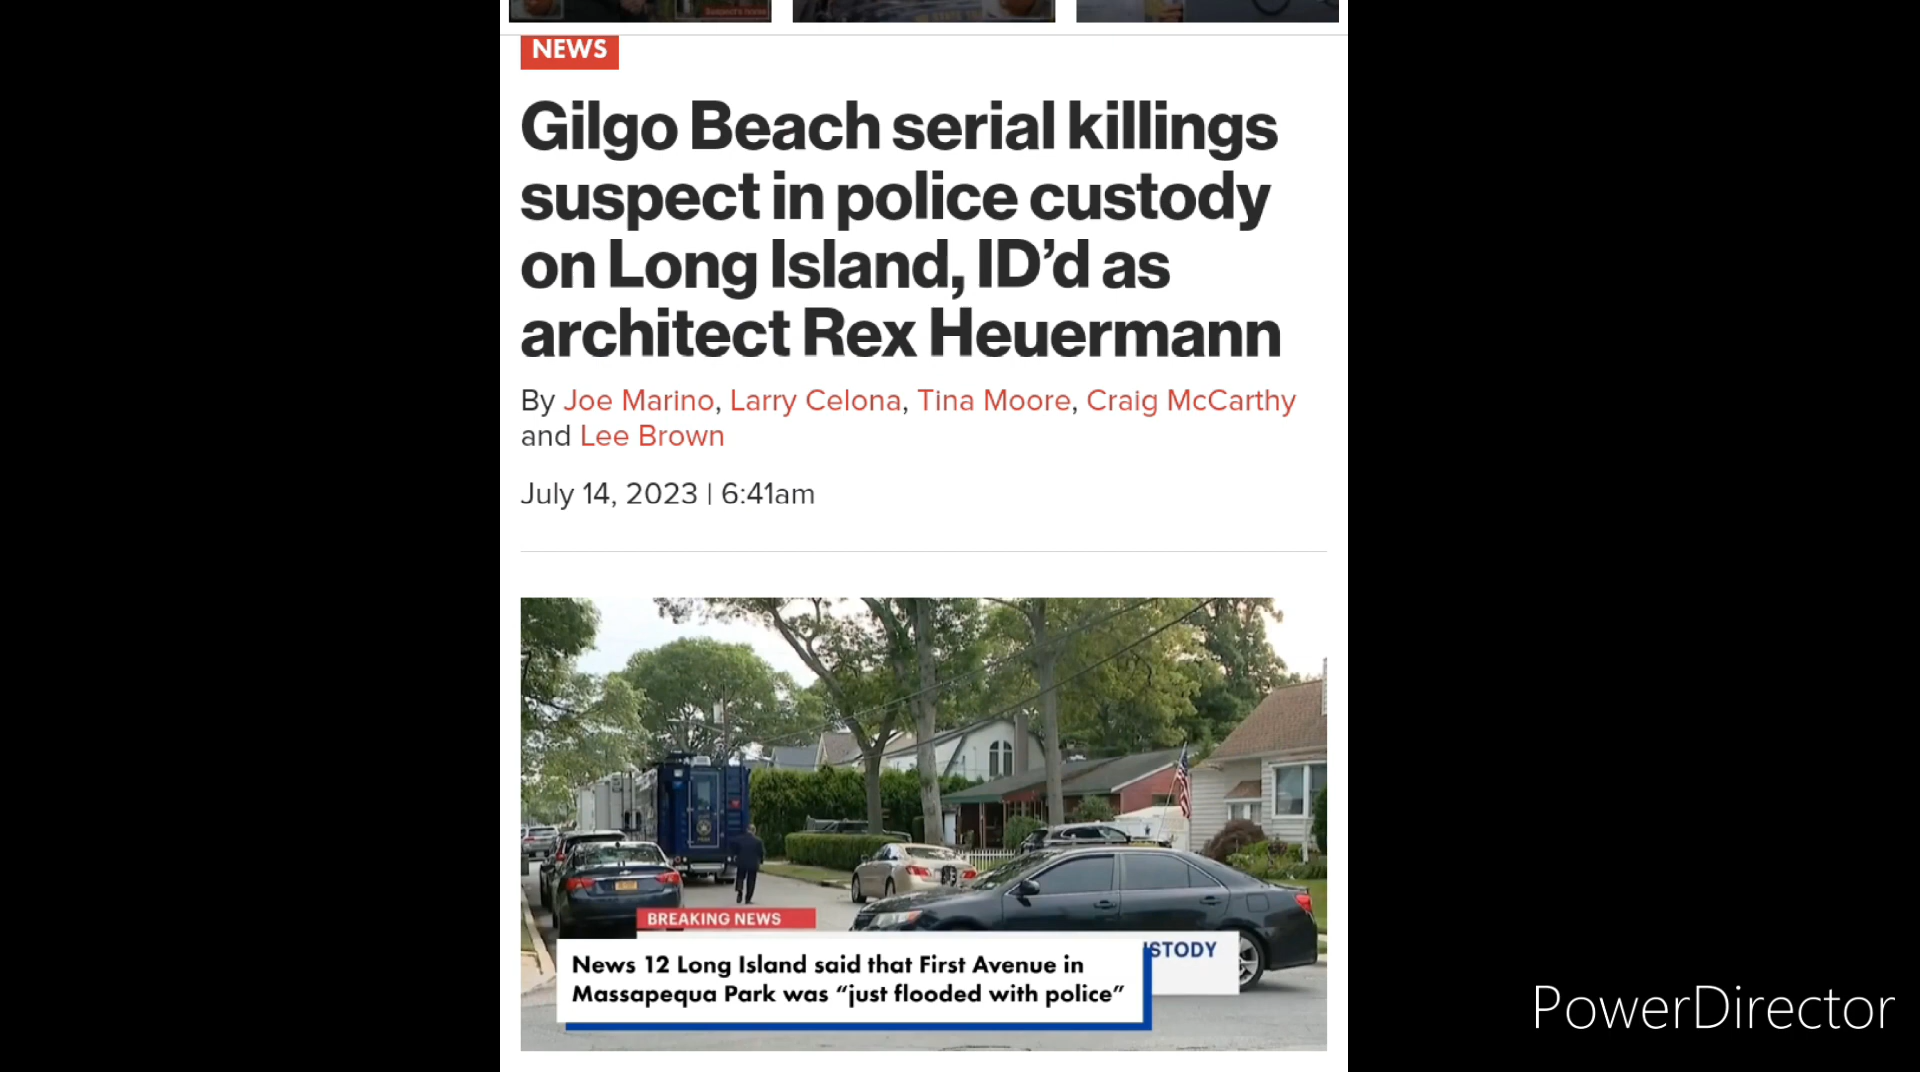 NEWS
Gilgo Beach serial killings
suspect in police custody
on Long Island, ID’d as
architect Rex Heuermann
By Joe Marino, Larry Celona, Tina Moore, Craig McCarthy
and Lee Brown
July 14, 2023 | 6:41am
BREAKING NEWS
News 12 Long Island said that First Avenue in
Massapequa Park was “just flooded with police”
PowerDirector